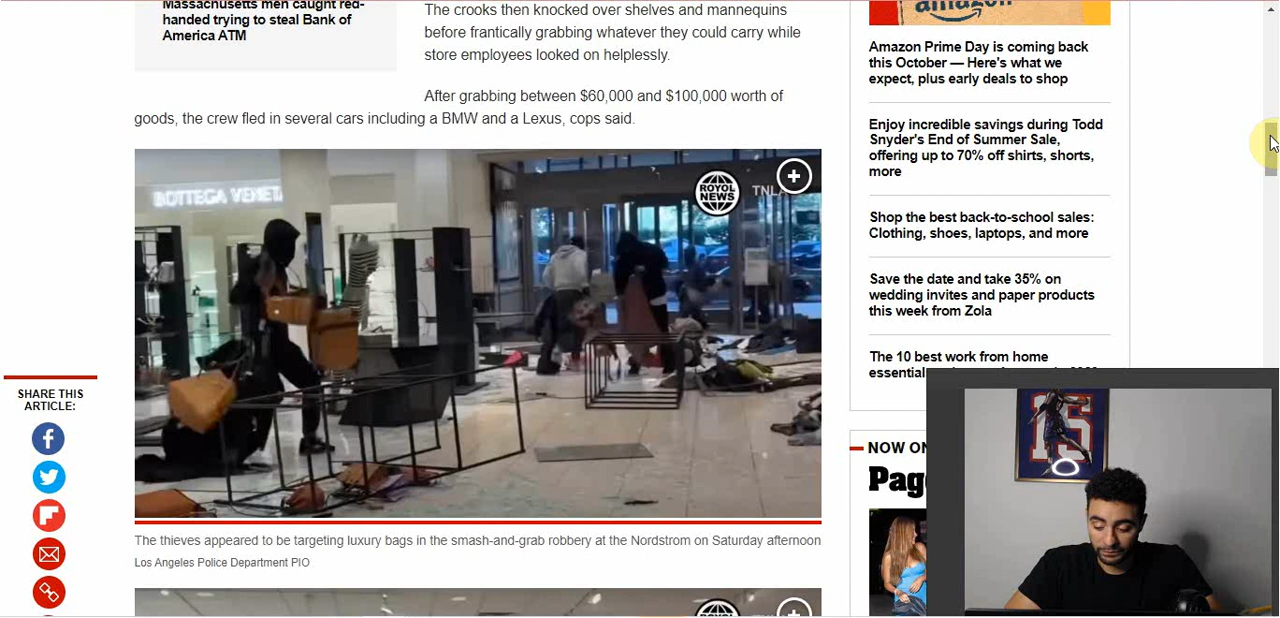 Massachusetts men caught red-
handed trying to steal Bank of
America ATM
The crooks then knocked over shelves and mannequins
before frantically grabbing whatever they could carry while
store employees looked on helplessly.
After grabbing between $60,000 and $100,000 worth of
goods, the crew fled in several cars including a BMW and a Lexus, cops said.
BOTTEGA VENETA
ROYOL
NEWS
TNLA
The thieves appeared to be targeting luxury bags in the smash-and-grab robbery at the Nordstrom on Saturday afternoon
Los Angeles Police Department PIO
SHARE THIS
ARTICLE:
amazon
Amazon Prime Day is coming back
this October — Here's what we
expect, plus early deals to shop
Enjoy incredible savings during Todd
Snyder's End of Summer Sale,
offering up to 70% off shirts, shorts,
more
Shop the best back-to-school sales:
Clothing, shoes, laptops, and more
Save the date and take 35% on
wedding invites and paper products
this week from Zola
The 10 best work from home
NOW ON
Pag
15